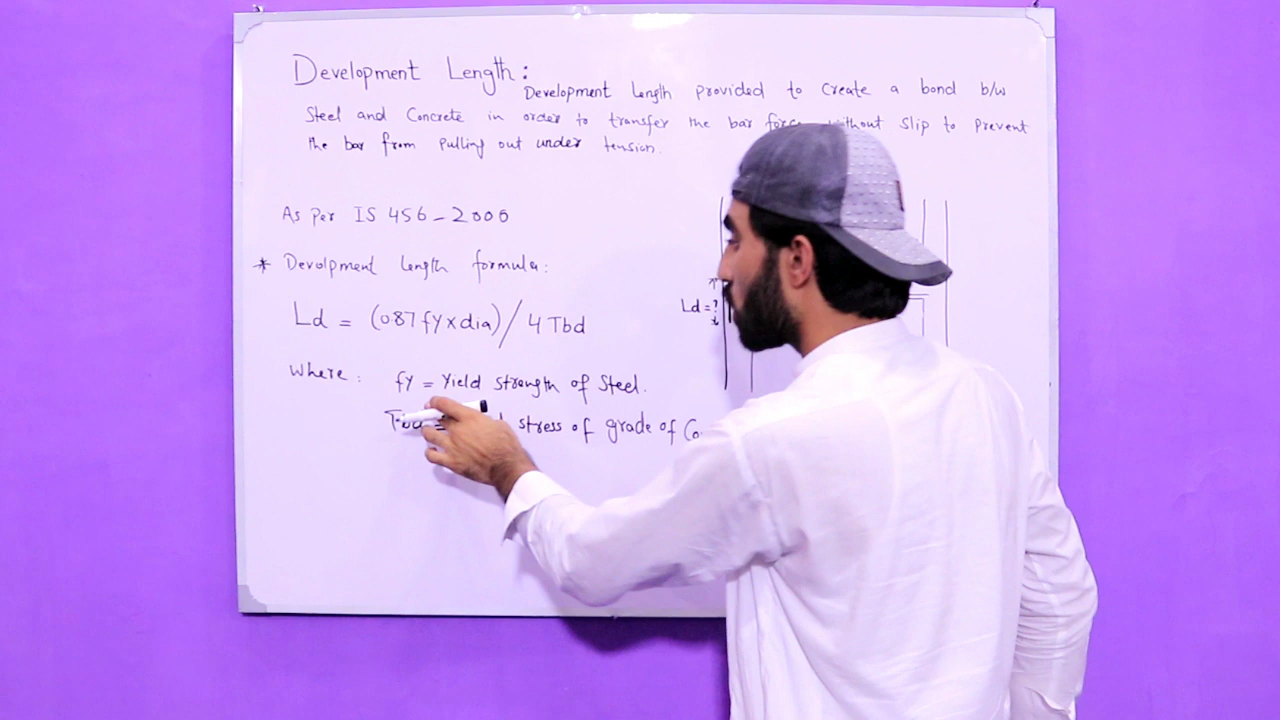 Development Length:
Development length provided to create a bond b/w
Steel and Concrete in order to transfer the bar without slip to prevent
the bar from pulling out under tension.
As Per IS 456-2000
* Devolpment length formula:
Ld = (0.87 fy x dia) / 4 Tbd
Ld = ?
where: fy = Yield strength of steel.
stress of grade of